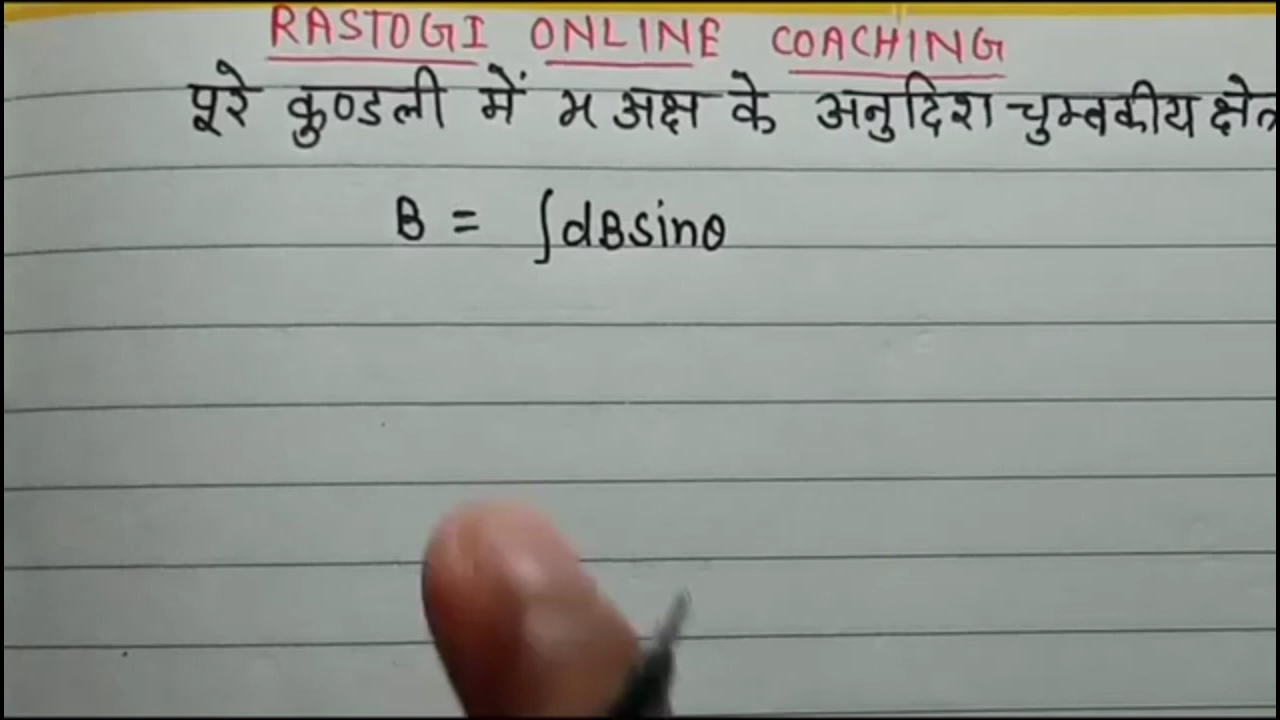 RASTOGI ONLINE COACHING
पूरे कुण्डली में अक्ष के अनुदिश चुम्बकीय क्षेत्र
B = ∫dBsinθ